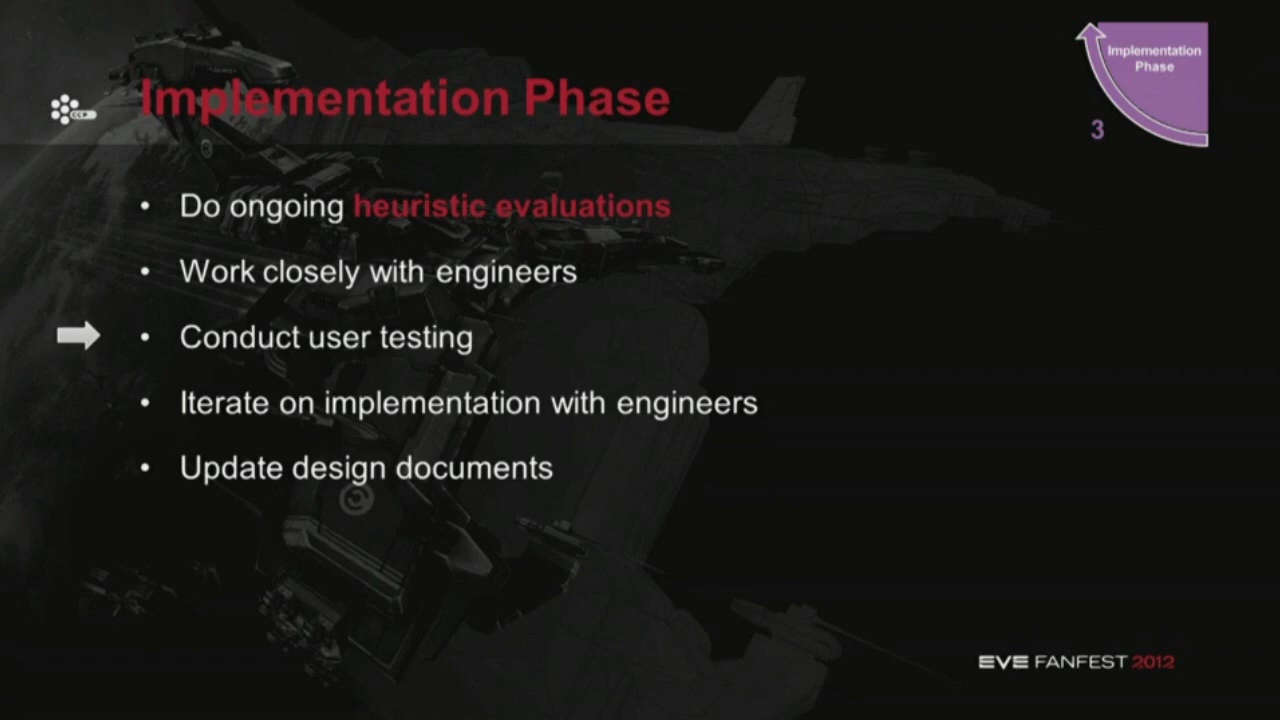 Implementation
Phase
Implementation Phase
CCP
3
• Do ongoing heuristic evaluations
• Work closely with engineers
• Conduct user testing
• Iterate on implementation with engineers
• Update design documents
EVE FANFEST 2012